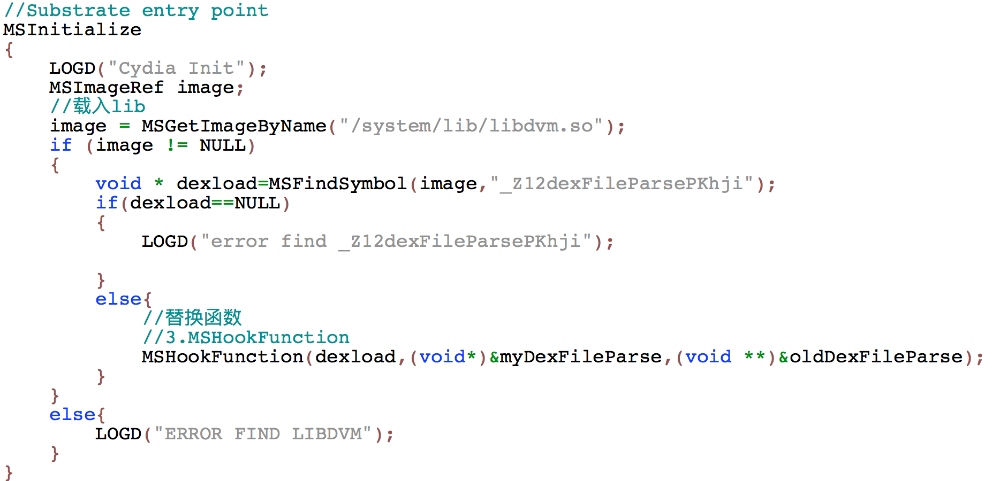 //Substrate entry point
MSInitialize
{
    LOGD("Cydia Init");
    MSImageRef image;
    //载入lib
    image = MSGetImageByName("/system/lib/libdvm.so");
    if (image != NULL)
    {
        void * dexload=MSFindSymbol(image,"_Z12dexFileParsePKhji");
        if(dexload==NULL)
        {
            LOGD("error find _Z12dexFileParsePKhji");
        }
        else{
            //替换函数
            //3.MSHookFunction
            MSHookFunction(dexload,(void*)&myDexFileParse,(void **)&oldDexFileParse);
        }
    }
    else{
        LOGD("ERROR FIND LIBDVM");
    }
}